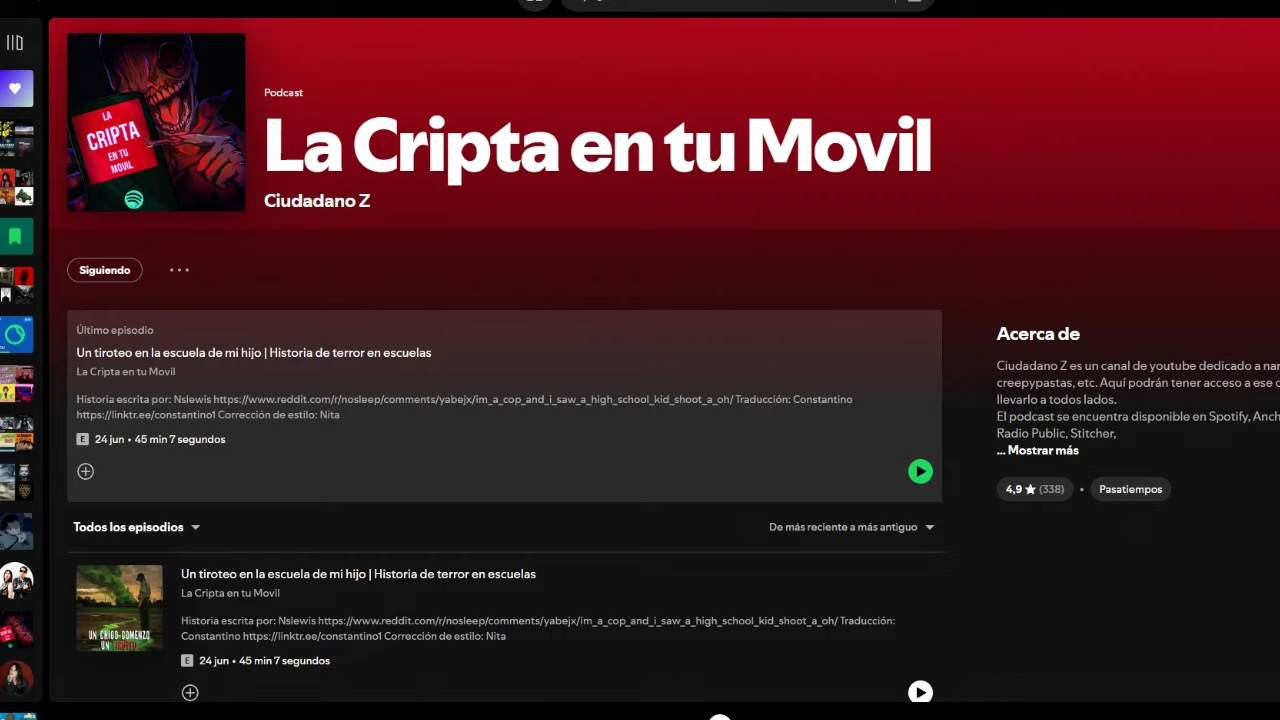 LA
CRIPTA
EN TU
MOVIL
Podcast
La Cripta en tu Movil
Ciudadano Z
Siguiendo
Último episodio
Un tiroteo en la escuela de mi hijo | Historia de terror en escuelas
La Cripta en tu Movil
Historia escrita por: Nslewis https://www.reddit.com/r/nosleep/comments/yabejx/im_a_cop_and_i_saw_a_high_school_kid_shoot_a_oh/ Traducción: Constantino
https://linktr.ee/constantino1 Corrección de estilo: Nita
E 24 jun • 45 min 7 segundos
Acerca de
Ciudadano Z es un canal de youtube dedicado a
creepypastas, etc. Aquí podrán tener acceso a ese
llevarlo a todos lados.
El podcast se encuentra disponible en Spotify,
Radio Public, Stitcher,
... Mostrar más
4,9 ★ (338) • Pasatiempos
Todos los episodios
De más reciente a más antiguo
UN CHICO COMENZO
UN TIROTEO
Un tiroteo en la escuela de mi hijo | Historia de terror en escuelas
La Cripta en tu Movil
Historia escrita por: Nslewis https://www.reddit.com/r/nosleep/comments/yabejx/im_a_cop_and_i_saw_a_high_school_kid_shoot_a_oh/ Traducción:
Constantino https://linktr.ee/constantino1 Corrección de estilo: Nita
E 24 jun • 45 min 7 segundos